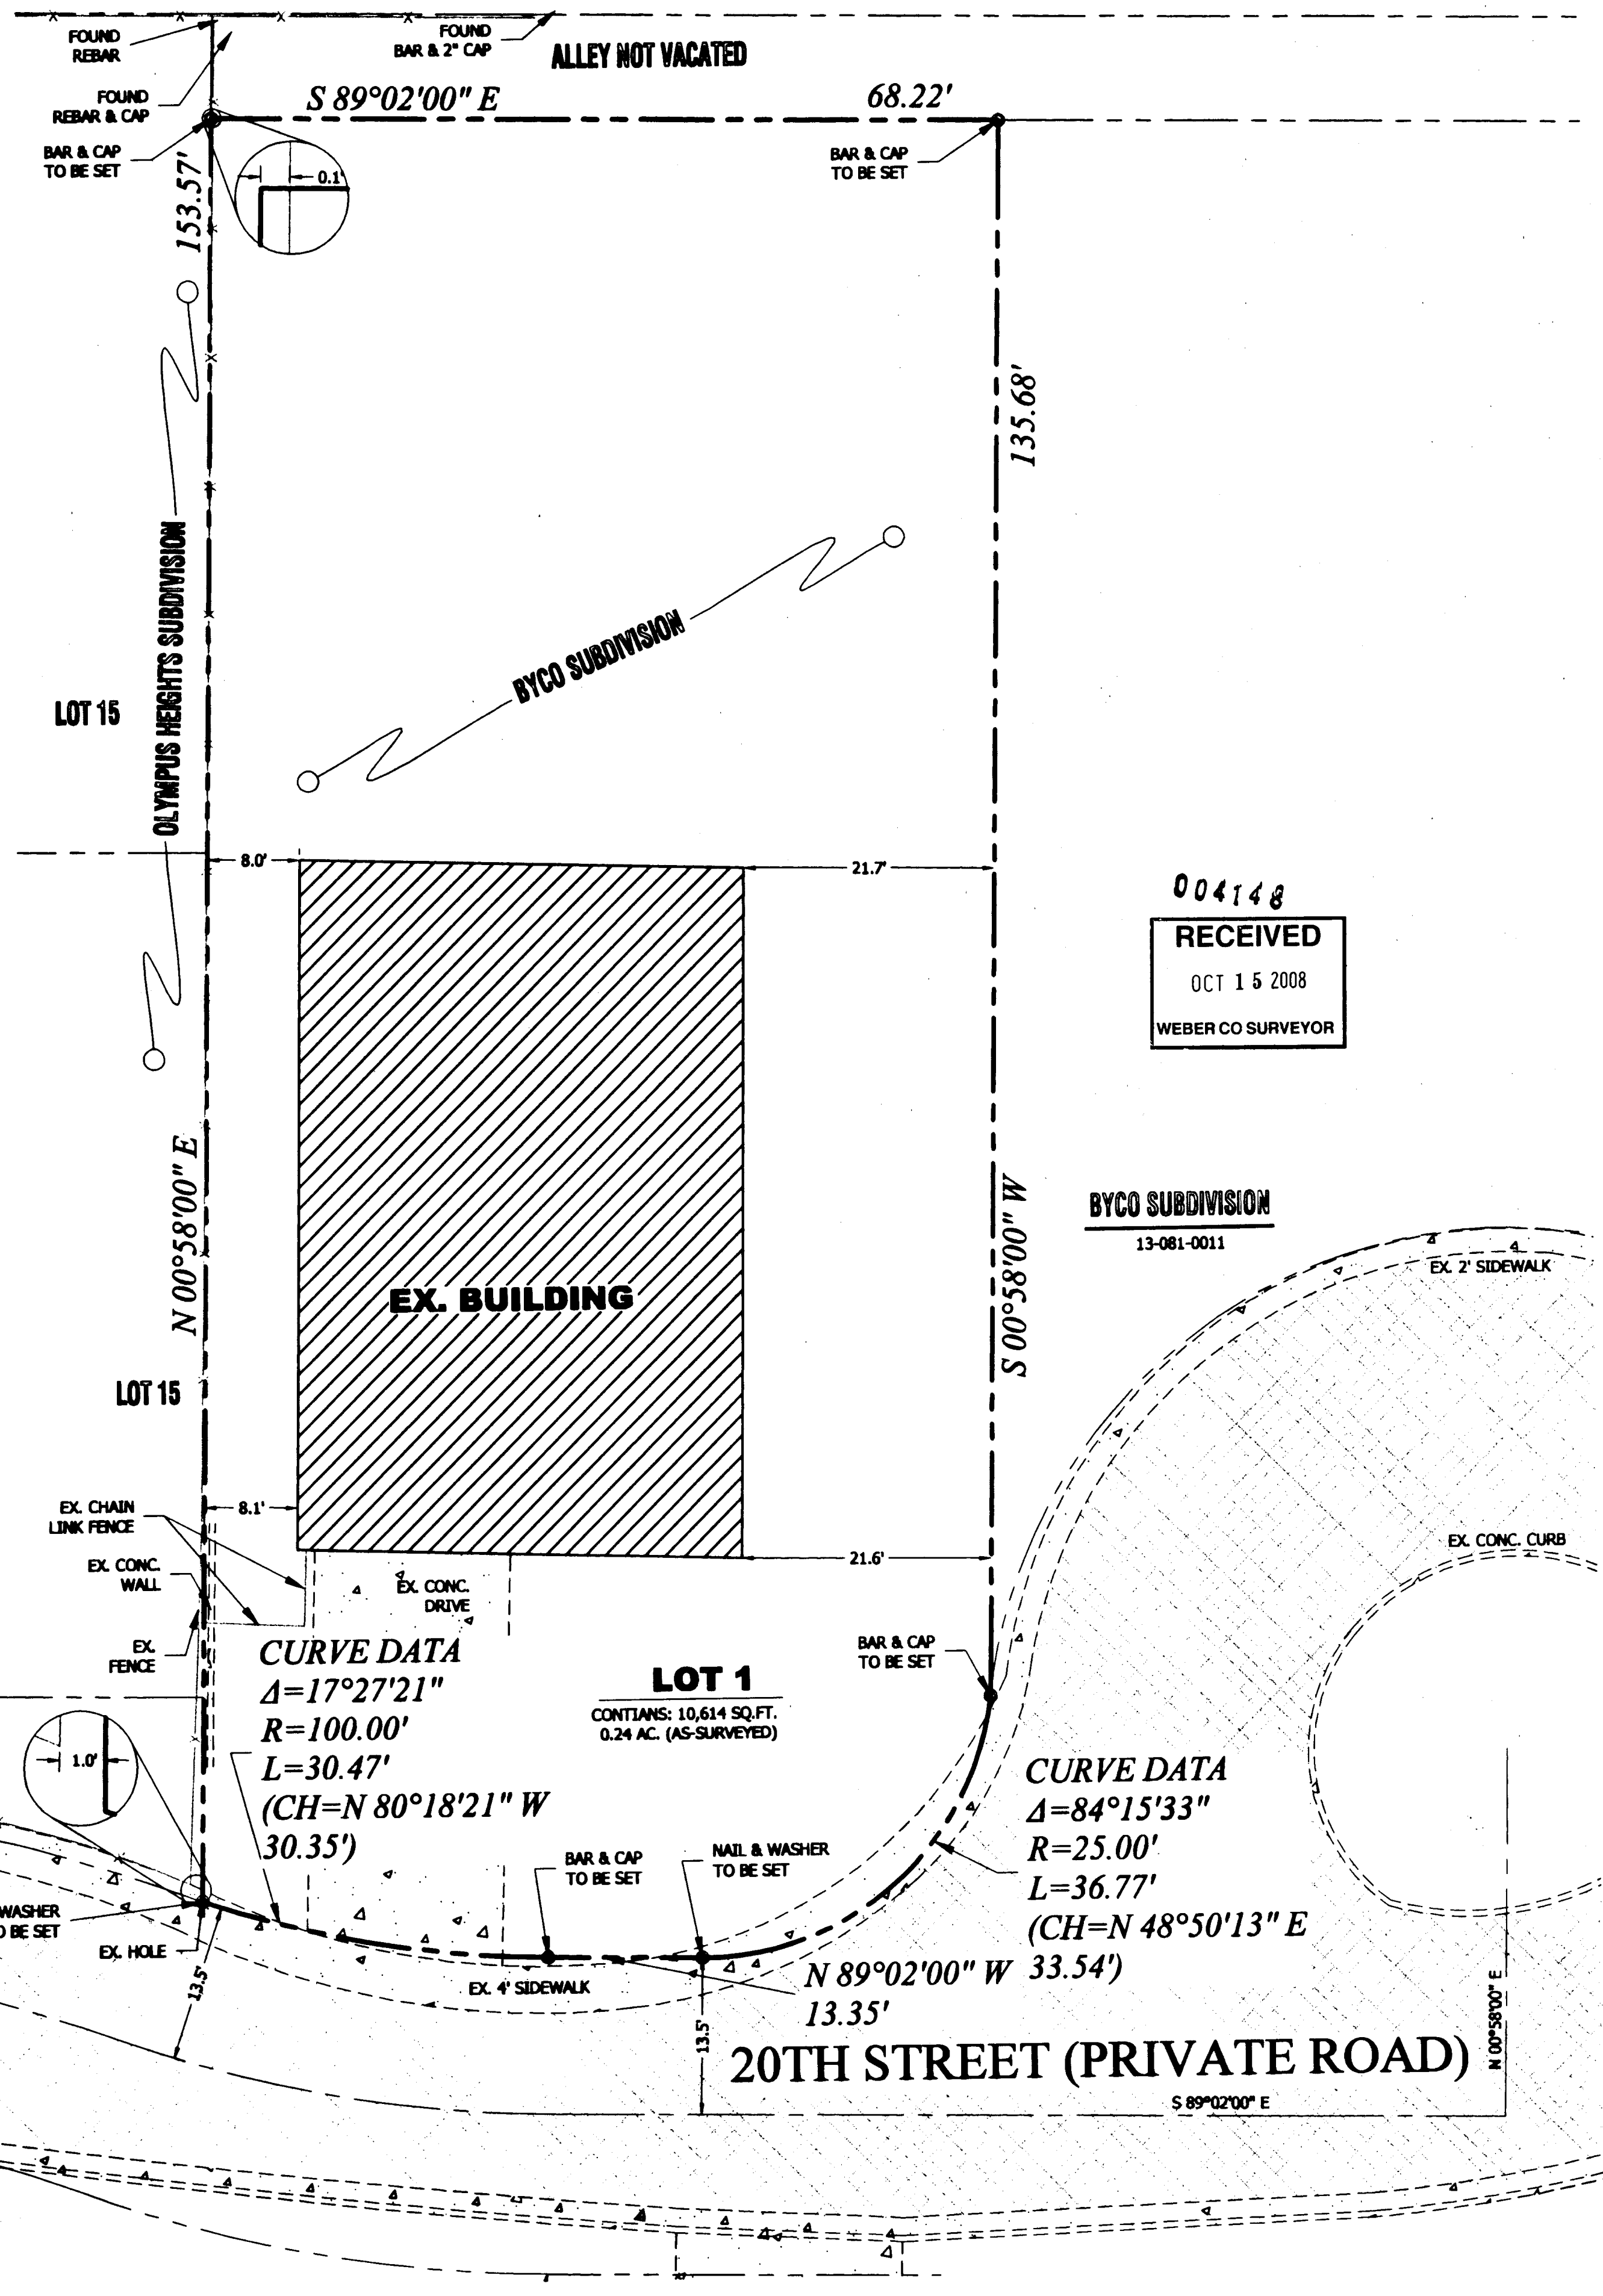 FOUND
REBAR
FOUND
BAR & 2" CAP
ALLEY NOT VACATED
FOUND
REBAR & CAP
S 89°02'00" E
68.22'
BAR & CAP
TO BE SET
BAR & CAP
TO BE SET
0.1'
153.57'
135.68'
OLYMPUS HEIGHTS SUBDIVISION
BYCO SUBDIVISION
LOT 15
8.0'
21.7'
004148
RECEIVED
OCT 15 2008
WEBER CO SURVEYOR
N 00°58'00" E
S 00°58'00" W
BYCO SUBDIVISION
13-081-0011
EX. 2' SIDEWALK
EX. BUILDING
LOT 15
EX. CHAIN
LINK FENCE
8.1'
21.6'
EX. CONC. CURB
EX. CONC.
WALL
EX. CONC.
DRIVE
EX.
FENCE
BAR & CAP
TO BE SET
CURVE DATA
Δ=17°27'21"
R=100.00'
L=30.47'
(CH=N 80°18'21" W
30.35')
LOT 1
CONTIANS: 10,614 SQ.FT.
0.24 AC. (AS-SURVEYED)
1.0'
CURVE DATA
Δ=84°15'33"
R=25.00'
L=36.77'
(CH=N 48°50'13" E
33.54')
BAR & CAP
TO BE SET
NAIL & WASHER
TO BE SET
WASHER
O BE SET
EX. HOLE
13.5'
EX. 4' SIDEWALK
N 89°02'00" W
13.35'
13.5'
20TH STREET (PRIVATE ROAD)
N 00°58'00" E
S 89°02'00" E